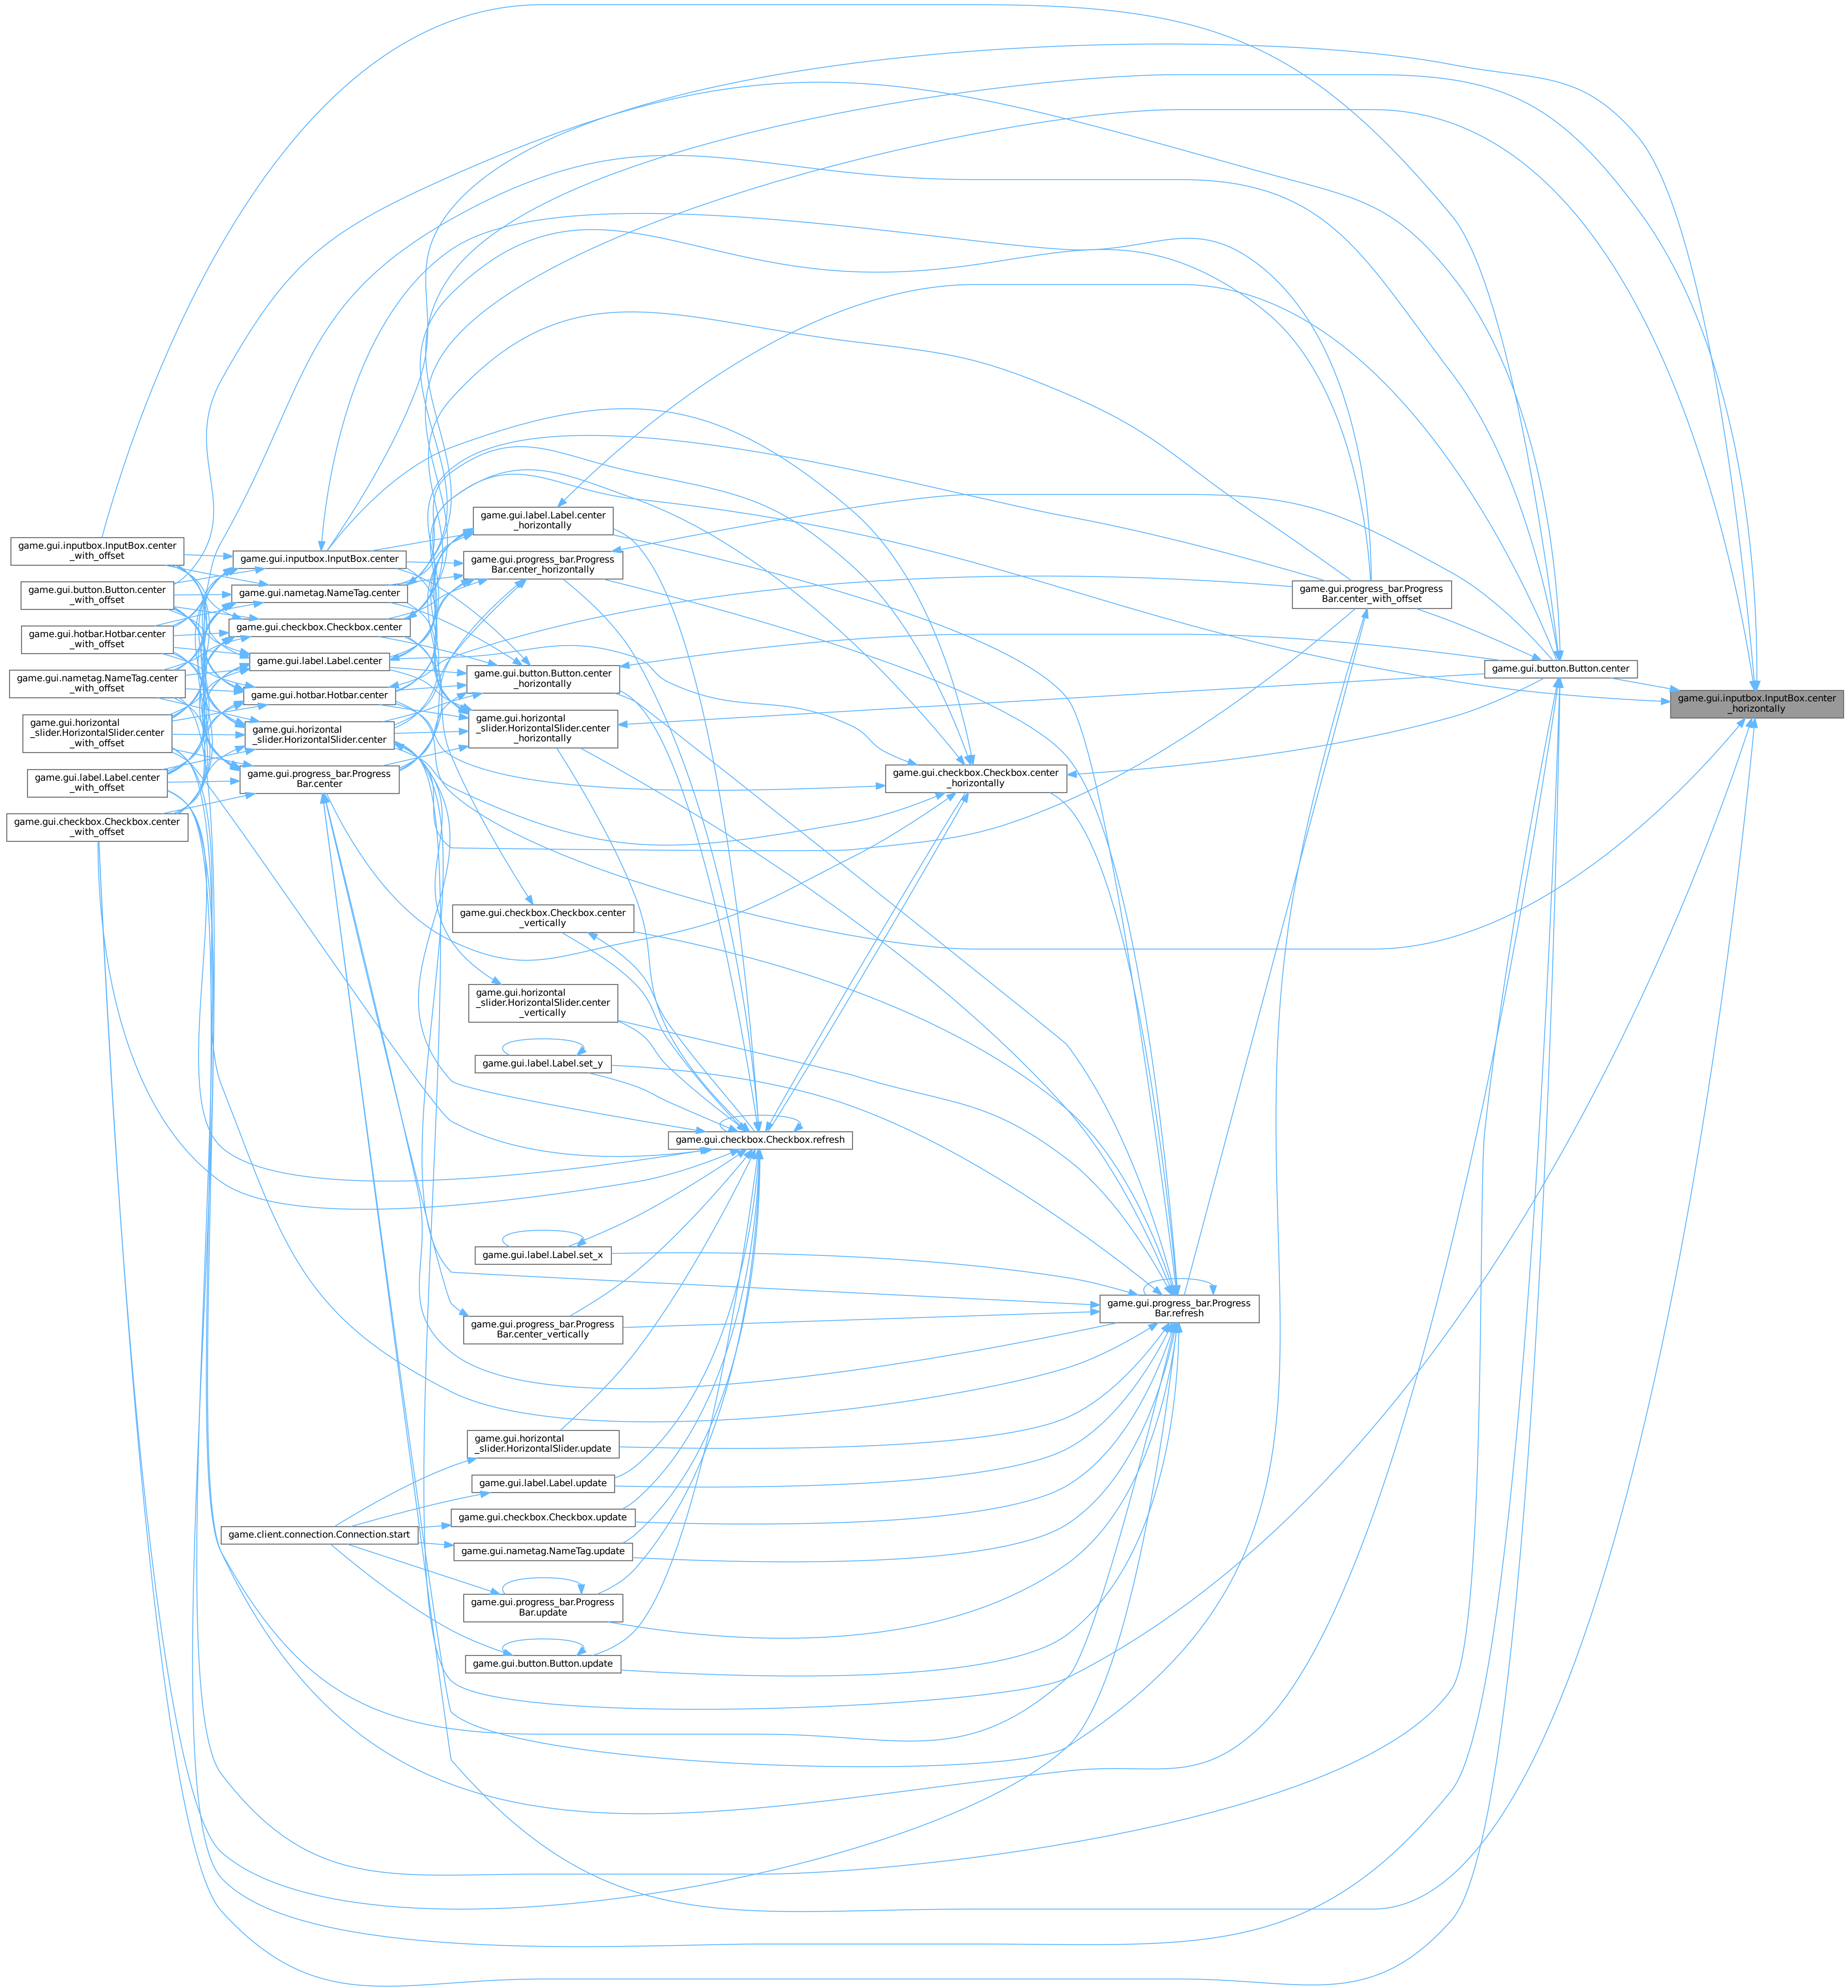 game.gui.label.Label.center
_horizontally
game.gui.inputbox.InputBox.center
_with_offset
game.gui.inputbox.InputBox.center
game.gui.progress_bar.Progress
Bar.center_horizontally
game.gui.button.Button.center
_with_offset
game.gui.nametag.NameTag.center
game.gui.progress_bar.Progress
Bar.center_with_offset
game.gui.hotbar.Hotbar.center
_with_offset
game.gui.checkbox.Checkbox.center
game.gui.label.Label.center
game.gui.button.Button.center
game.gui.nametag.NameTag.center
_with_offset
game.gui.hotbar.Hotbar.center
game.gui.button.Button.center
_horizontally
game.gui.inputbox.InputBox.center
_horizontally
game.gui.horizontal
_slider.HorizontalSlider.center
_with_offset
game.gui.horizontal
_slider.HorizontalSlider.center
game.gui.horizontal
_slider.HorizontalSlider.center
_horizontally
game.gui.label.Label.center
_with_offset
game.gui.progress_bar.Progress
Bar.center
game.gui.checkbox.Checkbox.center
_horizontally
game.gui.checkbox.Checkbox.center
_with_offset
game.gui.checkbox.Checkbox.center
_vertically
game.gui.horizontal
_slider.HorizontalSlider.center
_vertically
game.gui.label.Label.set_y
game.gui.checkbox.Checkbox.refresh
game.gui.label.Label.set_x
game.gui.progress_bar.Progress
Bar.refresh
game.gui.progress_bar.Progress
Bar.center_vertically
game.gui.horizontal
_slider.HorizontalSlider.update
game.gui.label.Label.update
game.gui.checkbox.Checkbox.update
game.client.connection.Connection.start
game.gui.nametag.NameTag.update
game.gui.progress_bar.Progress
Bar.update
game.gui.button.Button.update